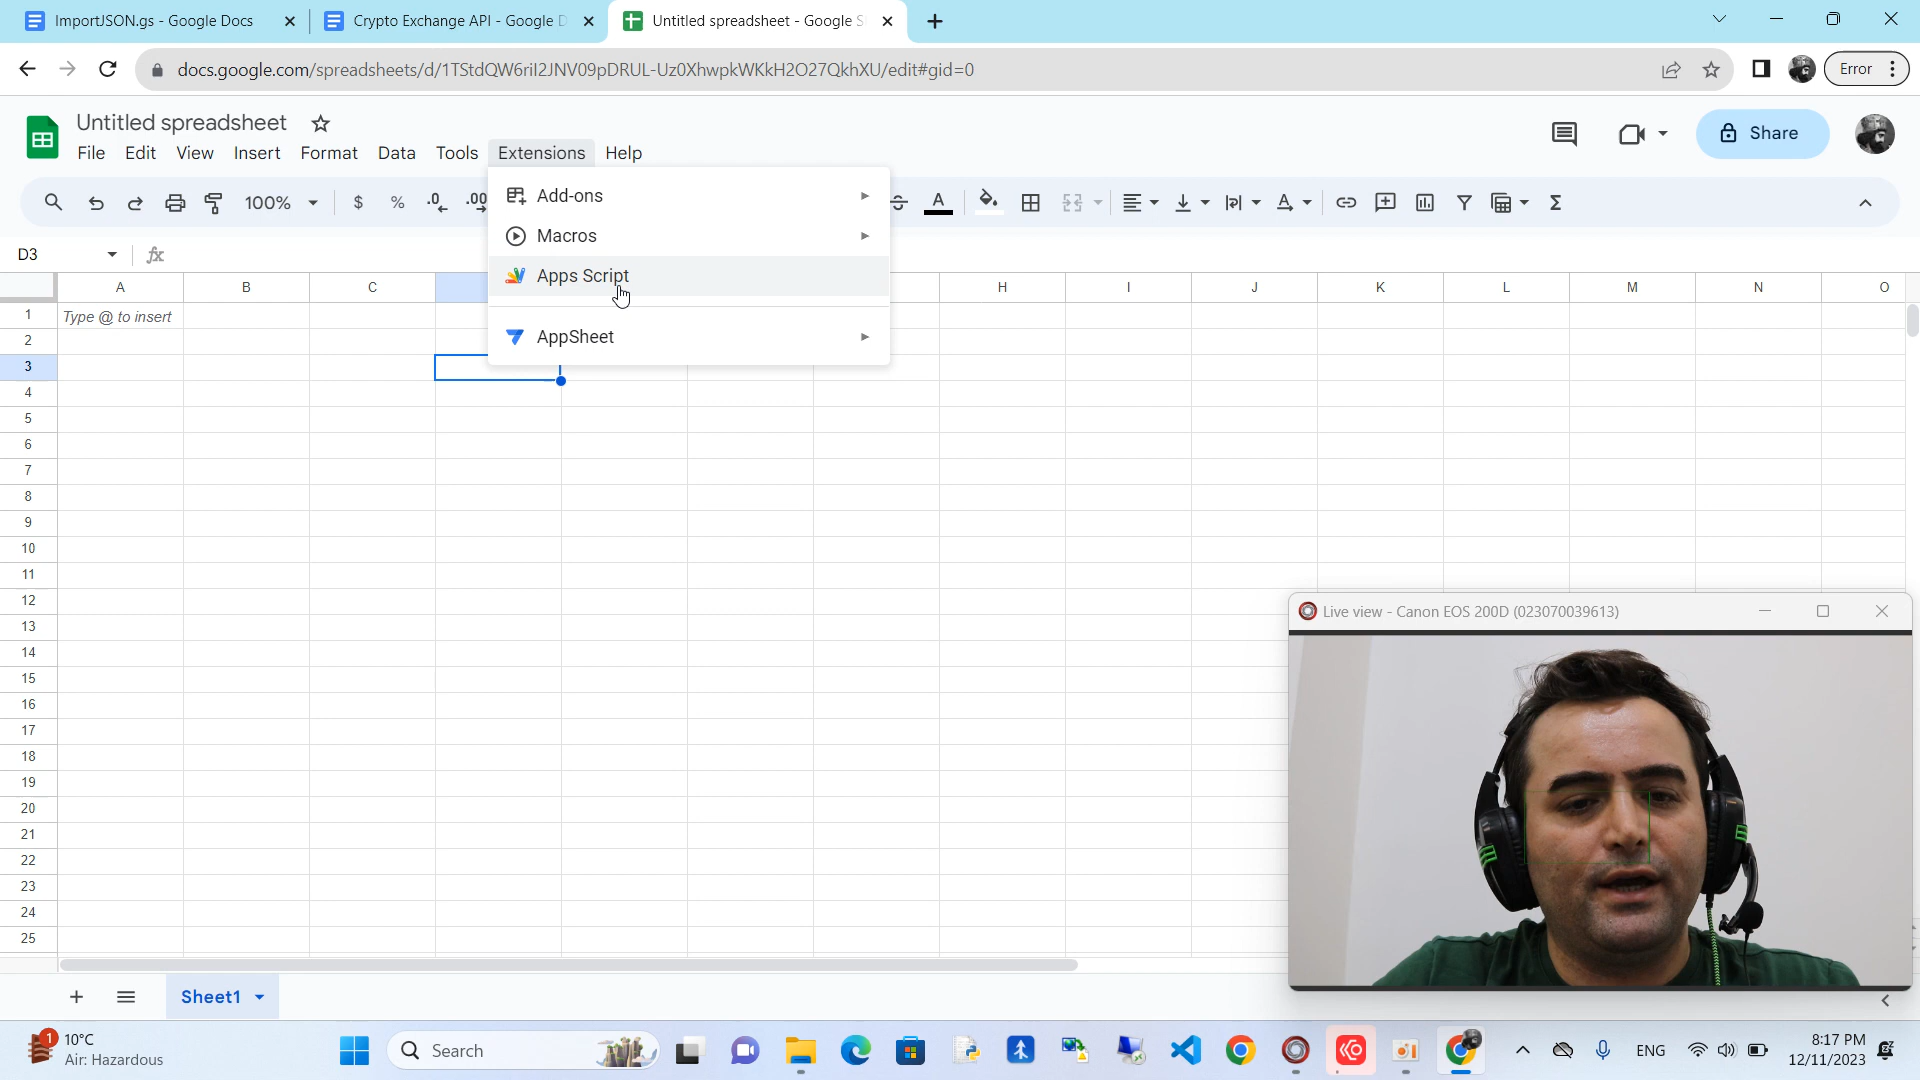 ImportJSON.gs - Google Docs
Crypto Exchange API - Google D
Untitled spreadsheet - Google S
docs.google.com/spreadsheets/d/1TStdQW6riI2JNV09pDRUL-Uz0XhwpkWKkH2O27QkhXU/edit#gid=0
Error
Untitled spreadsheet
File Edit View Insert Format Data Tools Extensions Help
Share
100% $ % .0 .00 A A
D3 fx
Add-ons
Macros
Apps Script
AppSheet
A B C H I J K L M N O
1 Type @ to insert
2
3
4
5
6
7
8
9
10
11
12
13
14
15
16
17
18
19
20
21
22
23
24
25
Live view - Canon EOS 200D (023070039613)
Sheet1
1 10°C
Air: Hazardous
Search
ENG
8:17 PM
12/11/2023